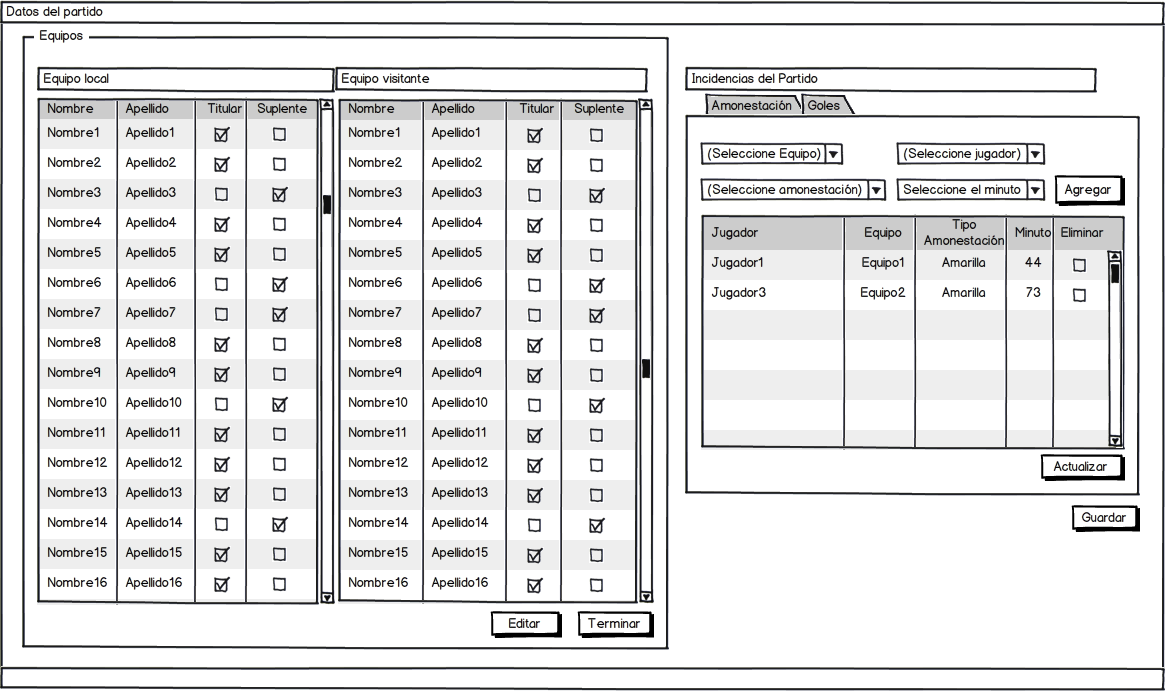 Datos del partido
Equipos
Equipo local
Nombre Apellido Titular Suplente
Nombre1 Apellido1
Nombre2 Apellido2
Nombre3 Apellido3
Nombre4 Apellido4
Nombre5 Apellido5
Nombre6 Apellido6
Nombre7 Apellido7
Nombre8 Apellido8
Nombre9 Apellido9
Nombre10 Apellido10
Nombre11 Apellido11
Nombre12 Apellido12
Nombre13 Apellido13
Nombre14 Apellido14
Nombre15 Apellido15
Nombre16 Apellido16
Equipo visitante
Nombre Apellido Titular Suplente
Nombre1 Apellido1
Nombre2 Apellido2
Nombre3 Apellido3
Nombre4 Apellido4
Nombre5 Apellido5
Nombre6 Apellido6
Nombre7 Apellido7
Nombre8 Apellido8
Nombre9 Apellido9
Nombre10 Apellido10
Nombre11 Apellido11
Nombre12 Apellido12
Nombre13 Apellido13
Nombre14 Apellido14
Nombre15 Apellido15
Nombre16 Apellido16
Editar Terminar
Incidencias del Partido
Amonestación Goles
(Seleccione Equipo) (Seleccione jugador)
(Seleccione amonestación) Seleccione el minuto Agregar
Jugador Equipo Tipo Amonestación Minuto Eliminar
Jugador1 Equipo1 Amarilla 44
Jugador3 Equipo2 Amarilla 73
Actualizar
Guardar